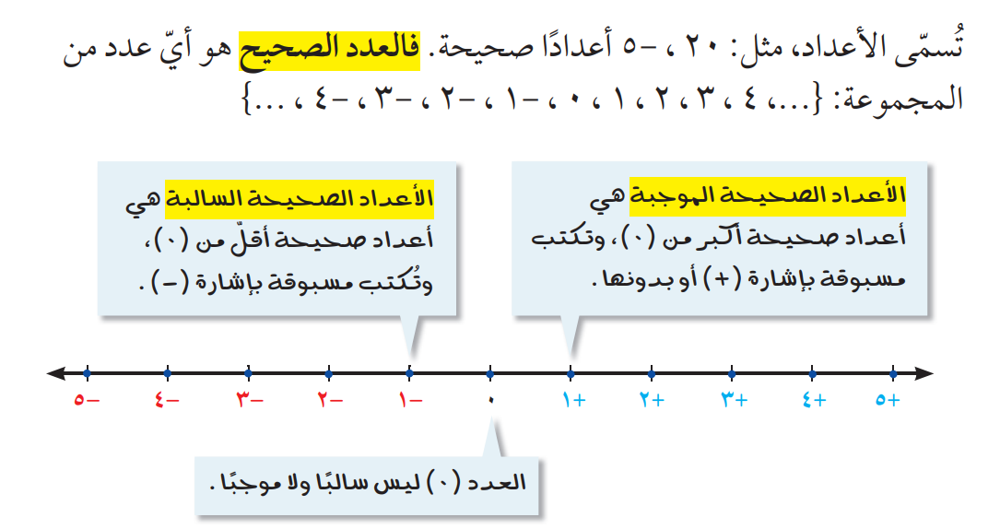 تُسمّى الأعداد، مثل: ٢٠ ، –٥ أعدادًا صحيحة. فالعدد الصحيح هو أيّ عدد من
المجموعة: {...، ٤ ، ٣ ، ٢ ، ١ ، ٠ ، –١ ، –٢ ، –٣ ، –٤ ، ...}
الأعداد الصحيحة الموجبة هي
أعداد صحيحة أكبر من (٠)، وتكتب
مسبوقة بإشارة (+) أو بدونها.
الأعداد الصحيحة السالبة هي
أعداد صحيحة أقلّ من (٠)،
وتُكتب مسبوقة بإشارة (–).
–٥ –٤ –٣ –٢ –١ ٠ +١ +٢ +٣ +٤ +٥
العدد (٠) ليس سالبًا ولا موجبًا.